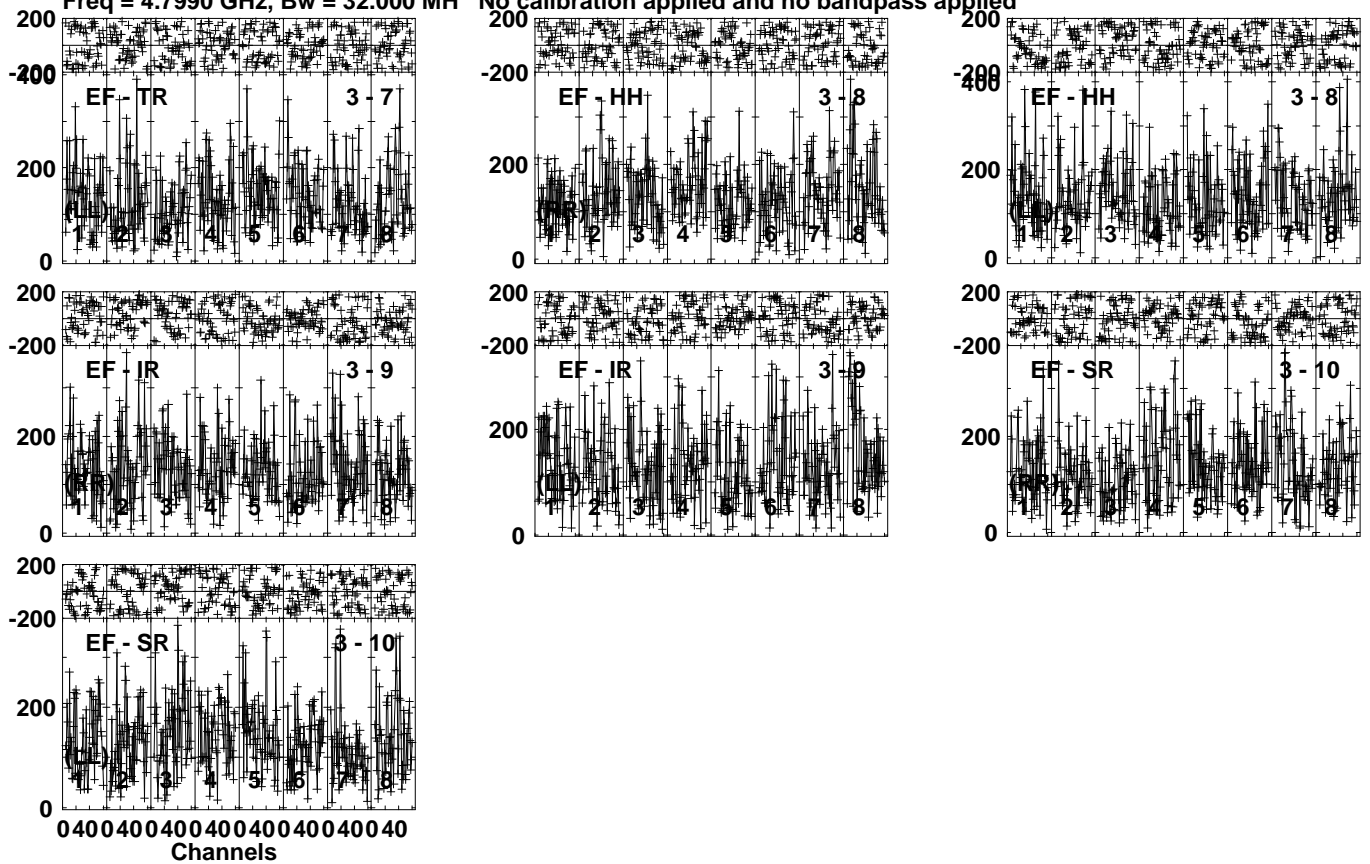 Freq = 4.7990 GHz, Bw = 32.000 MH No calibration applied and no bandpass applied
200 200 200
-200 -200 -200
400 400
EF - TR 3 - 7 EF - HH 3 - 8 EF - HH 3 - 8
200 200 200
(LL) (RR) (LL)
1 2 3 4 5 6 7 8 1 2 3 4 5 6 7 8 1 2 3 4 5 6 7 8
0 0 0
200 200 200
-200 -200 -200
EF - IR 3 - 9 EF - IR 3 - 9 EF - SR 3 - 10
200 200 200
(RR) (LL) (RR)
1 2 3 4 5 6 7 8 1 2 3 4 5 6 7 8 1 2 3 4 5 6 7 8
0 0 0
200
-200
EF - SR 3 - 10
200
(LL)
1 2 3 4 5 6 7 8
0
0 40 0 40 0 40 0 40 0 40 0 40 0 40 0 40
Channels